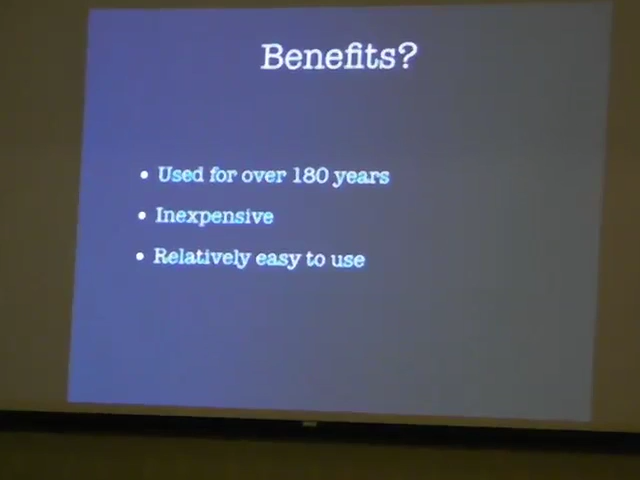 Benefits?
• Used for over 180 years
• Inexpensive
• Relatively easy to use